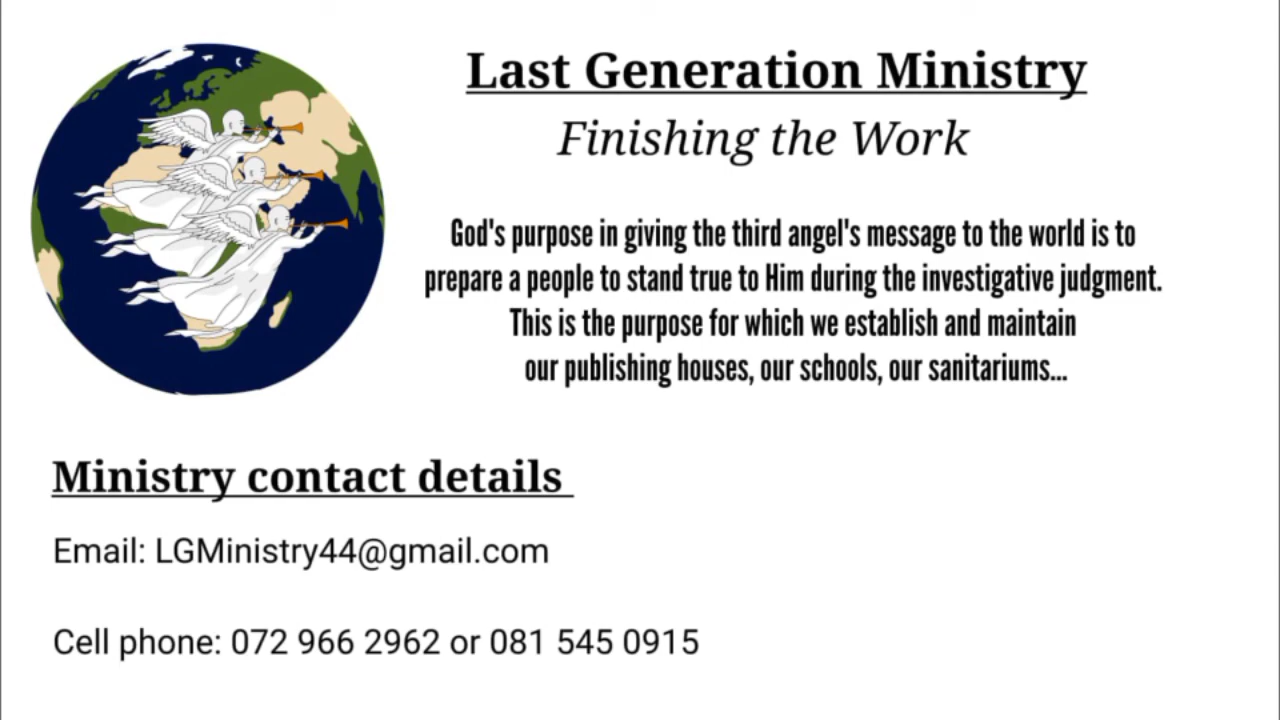 Last Generation Ministry
Finishing the Work
God's purpose in giving the third angel's message to the world is to
prepare a people to stand true to Him during the investigative judgment.
This is the purpose for which we establish and maintain
our publishing houses, our schools, our sanitariums...
Ministry contact details
Email: LGMinistry44@gmail.com
Cell phone: 072 966 2962 or 081 545 0915